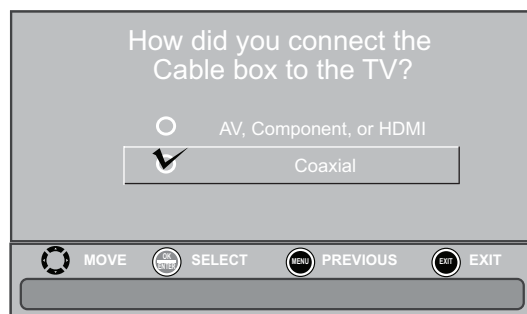 How did you connect the
Cable box to the TV?
AV, Component, or HDMI
Coaxial
MOVE OK ENTER SELECT MENU PREVIOUS EXIT EXIT